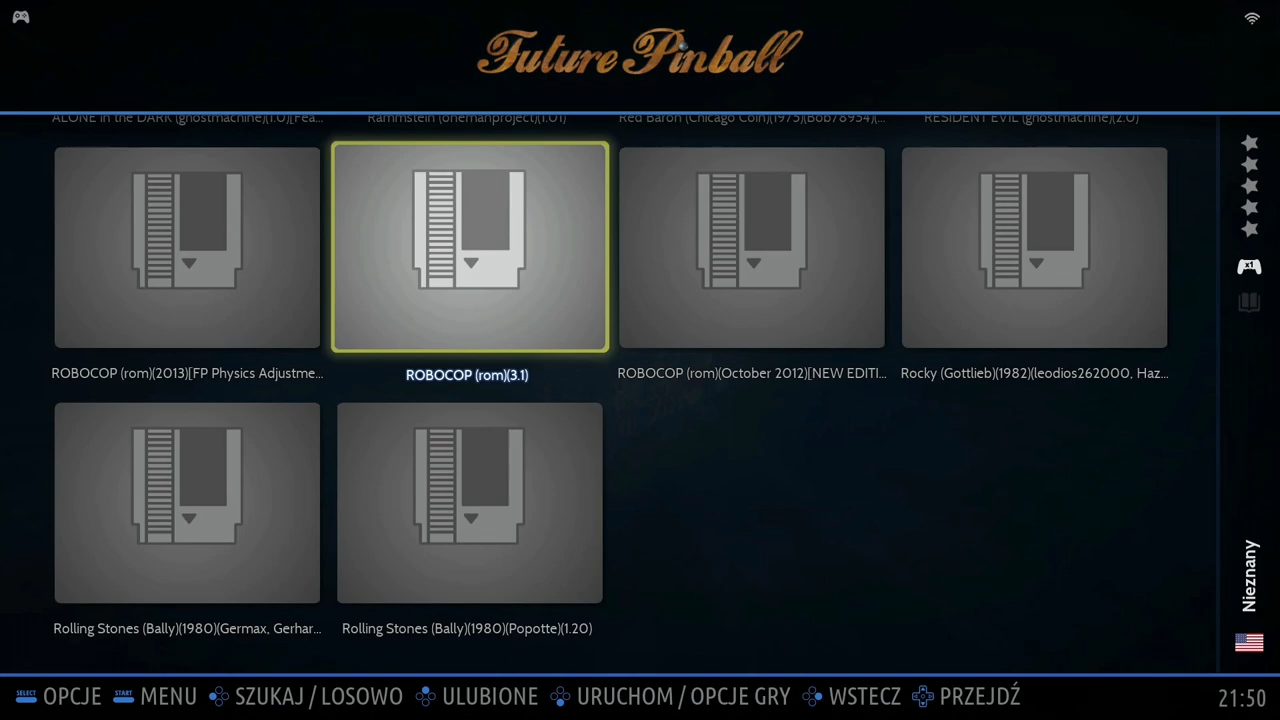 Future Pinball
ALONE in the DARK (ghostmachine)(1.0)[Fea...
Rammstein (onemanproject)(1.01)
Red Baron (Chicago Coin)(1975)(Bob78934)(...
RESIDENT EVIL (ghostmachine)(2.0)
ROBOCOP (rom)(2013)[FP Physics Adjustme...
ROBOCOP (rom)(3.1)
ROBOCOP (rom)(October 2012)[NEW EDITI...
Rocky (Gottlieb)(1982)(leodios262000, Haz...
x1
Rolling Stones (Bally)(1980)(Germax, Gerhar...
Rolling Stones (Bally)(1980)(Popotte)(1.20)
Nieznany
SELECT OPCJE START MENU SZUKAJ / LOSOWO ULUBIONE URUCHOM / OPCJE GRY WSTECZ PRZEJDŹ 21:50